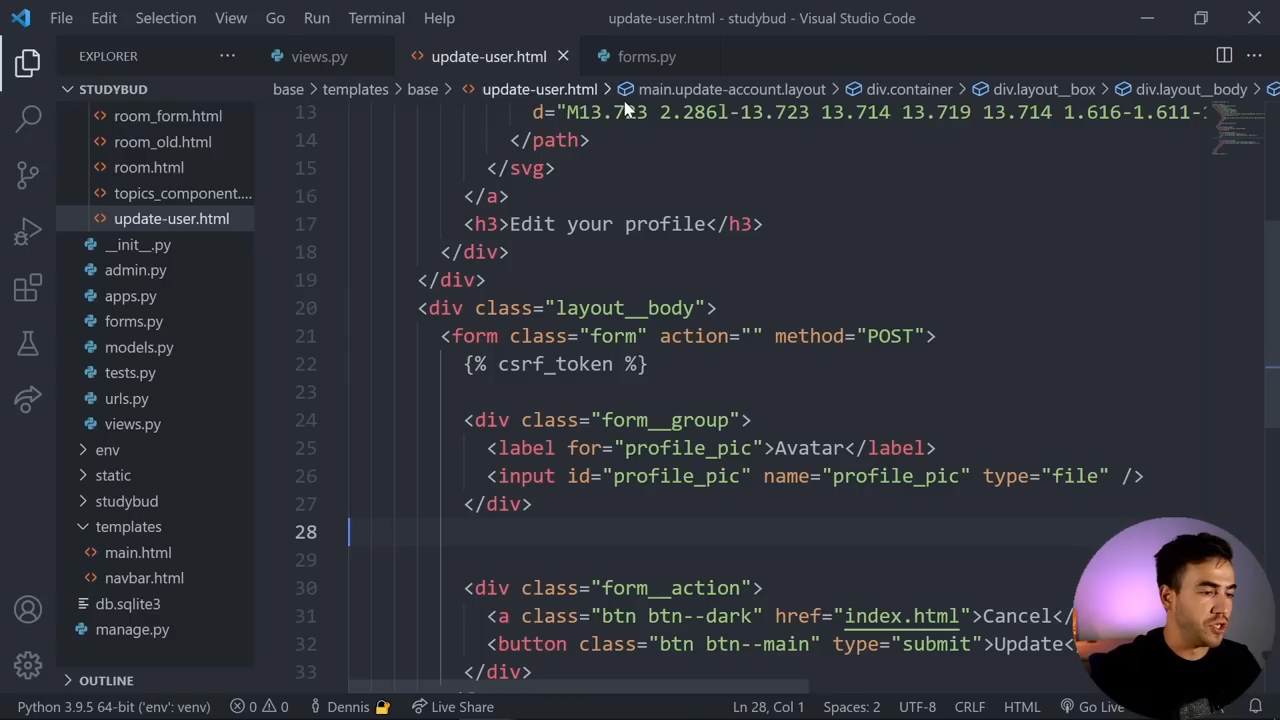 File Edit Selection View Go Run Terminal Help
update-user.html - studybud - Visual Studio Code
EXPLORER
views.py
update-user.html
forms.py
base > templates > base > update-user.html > main.update-account.layout > div.container > div.layout__box > div.layout__body >
STUDYBUD
room_form.html
room_old.html
room.html
topics_component....
update-user.html
__init__.py
admin.py
apps.py
forms.py
models.py
tests.py
urls.py
views.py
env
static
studybud
templates
main.html
navbar.html
db.sqlite3
manage.py
OUTLINE
13 d="M13.723 2.286l-13.723 13.714 13.719 13.714 1.616-1.611-
14 </path>
15 </svg>
16 </a>
17 <h3>Edit your profile</h3>
18 </div>
19 </div>
20 <div class="layout__body">
21 <form class="form" action="" method="POST">
22 {% csrf_token %}
23
24 <div class="form__group">
25 <label for="profile_pic">Avatar</label>
26 <input id="profile_pic" name="profile_pic" type="file" />
27 </div>
28
29
30 <div class="form__action">
31 <a class="btn btn--dark" href="index.html">Cancel</
32 <button class="btn btn--main" type="submit">Update<
33 </div>
Python 3.9.5 64-bit ('env': venv) 0 0 Dennis Live Share Ln 28, Col 1 Spaces: 2 UTF-8 CRLF HTML Go Live